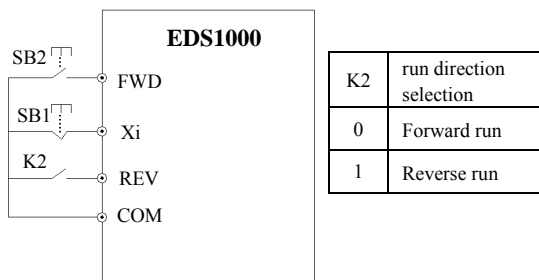 EDS1000
SB2
FWD
SB1
Xi
K2
REV
COM
K2 run direction
selection
0 Forward run
1 Reverse run